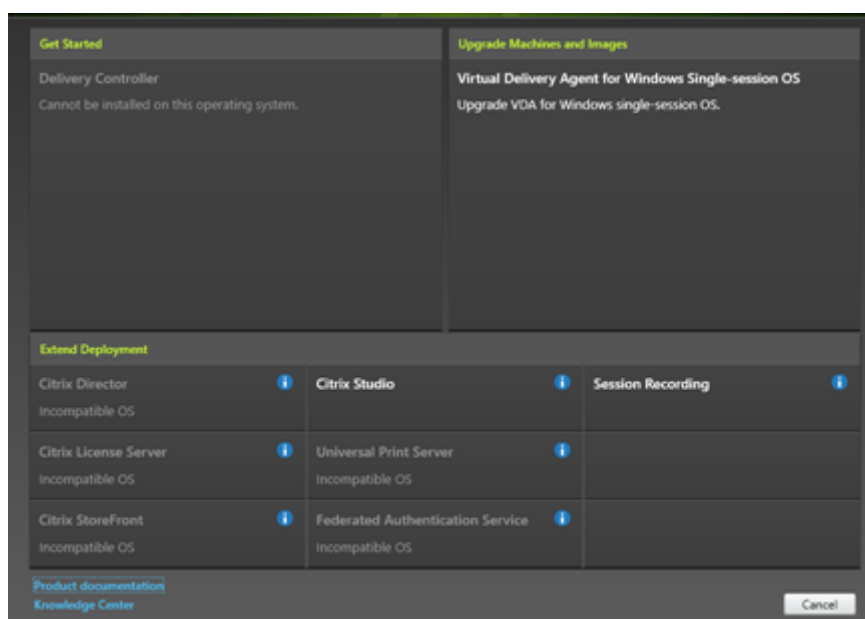 Get Started
Upgrade Machines and Images
Delivery Controller
Cannot be installed on this operating system.
Virtual Delivery Agent for Windows Single-session OS
Upgrade VDA for Windows single-session OS.
Extend Deployment
Citrix Director
Incompatible OS
Citrix Studio
Session Recording
Citrix License Server
Incompatible OS
Universal Print Server
Incompatible OS
Citrix StoreFront
Incompatible OS
Federated Authentication Service
Incompatible OS
Product documentation
Knowledge Center
Cancel